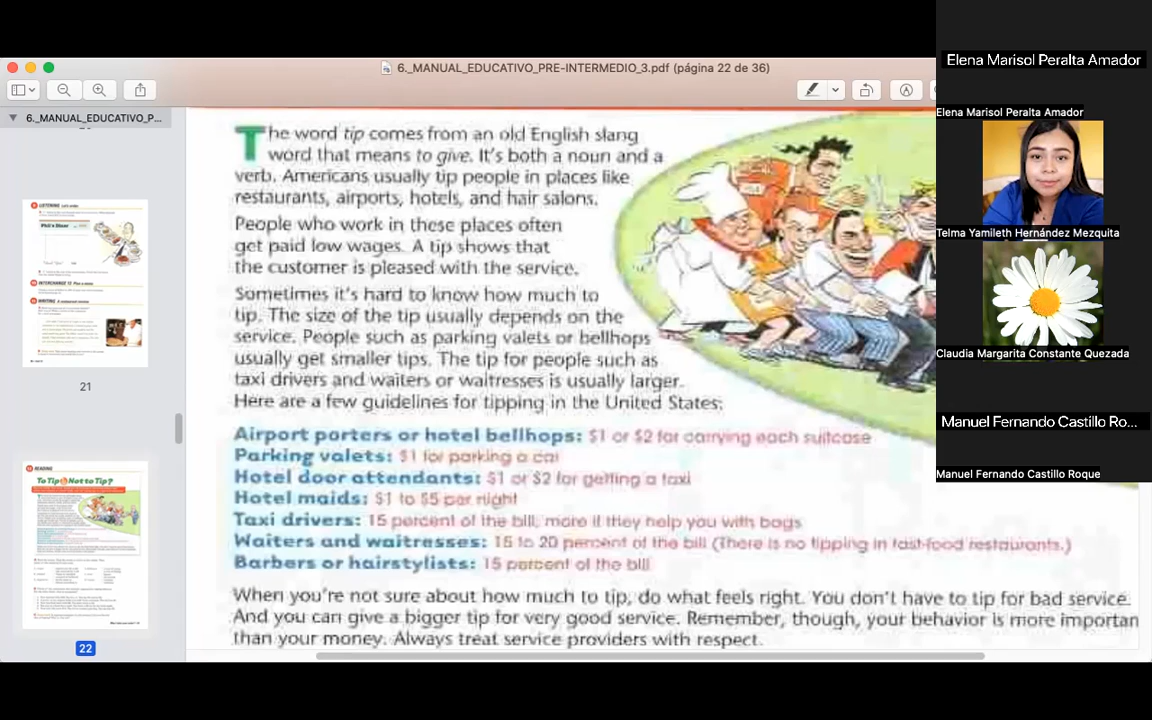 6._MANUAL_EDUCATIVO_PRE-INTERMEDIO_3.pdf (página 22 de 36)
6._MANUAL_EDUCATIVO_P...
21
To Tip Not to Tip?
22
The word tip comes from an old English slang
word that means to give. It's both a noun and a
verb. Americans usually tip people in places like
restaurants, airports, hotels, and hair salons.
People who work in these places often
get paid low wages. A tip shows that
the customer is pleased with the service.
Sometimes it's hard to know how much to
tip. The size of the tip usually depends on the
service. People such as parking valets or bellhops
usually get smaller tips. The tip for people such as
taxi drivers and waiters or waitresses is usually larger.
Here are a few guidelines for tipping in the United States:
Airport porters or hotel bellhops: $1 or $2 for carrying each suitcase
Parking valets: $1 for parking a car
Hotel door attendants: $1 or $2 for getting a taxi
Hotel maids: $1 to $5 per night
Taxi drivers: 15 percent of the bill; more if they help you with bags
Waiters and waitresses: 15 to 20 percent of the bill (There is no tipping in fast-food restaurants.)
Barbers or hairstylists: 15 percent of the bill
When you're not sure about how much to tip, do what feels right. You don't have to tip for bad service.
And you can give a bigger tip for very good service. Remember, though, your behavior is more importan
than your money. Always treat service providers with respect.
Elena Marisol Peralta Amador
Elena Marisol Peralta Amador
Telma Yamileth Hernández Mezquita
Claudia Margarita Constante Quezada
Manuel Fernando Castillo Ro...
Manuel Fernando Castillo Roque